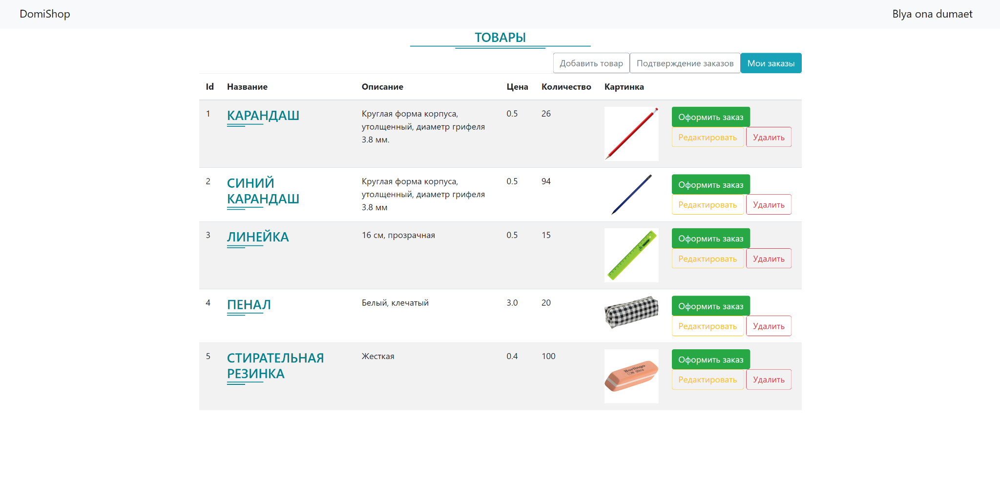 DomiShop
Blya ona dumaet
ТОВАРЫ
Добавить товар Подтверждение заказов Мои заказы
Id Название Описание Цена Количество Картинка
1 КАРАНДАШ Круглая форма корпуса, 0.5 26 Оформить заказ
утолщенный, диаметр грифеля
3.8 мм.
Редактировать Удалить
2 СИНИЙ Круглая форма корпуса, 0.5 94 Оформить заказ
КАРАНДАШ утолщенный, диаметр грифеля
3.8 мм
Редактировать Удалить
3 ЛИНЕЙКА 16 см, прозрачная 0.5 15 Оформить заказ
Редактировать Удалить
4 ПЕНАЛ Белый, клечатый 3.0 20 Оформить заказ
Редактировать Удалить
5 СТИРАТЕЛЬНАЯ Жесткая 0.4 100 Оформить заказ
РЕЗИНКА
Berlingo
Ultra
Редактировать Удалить